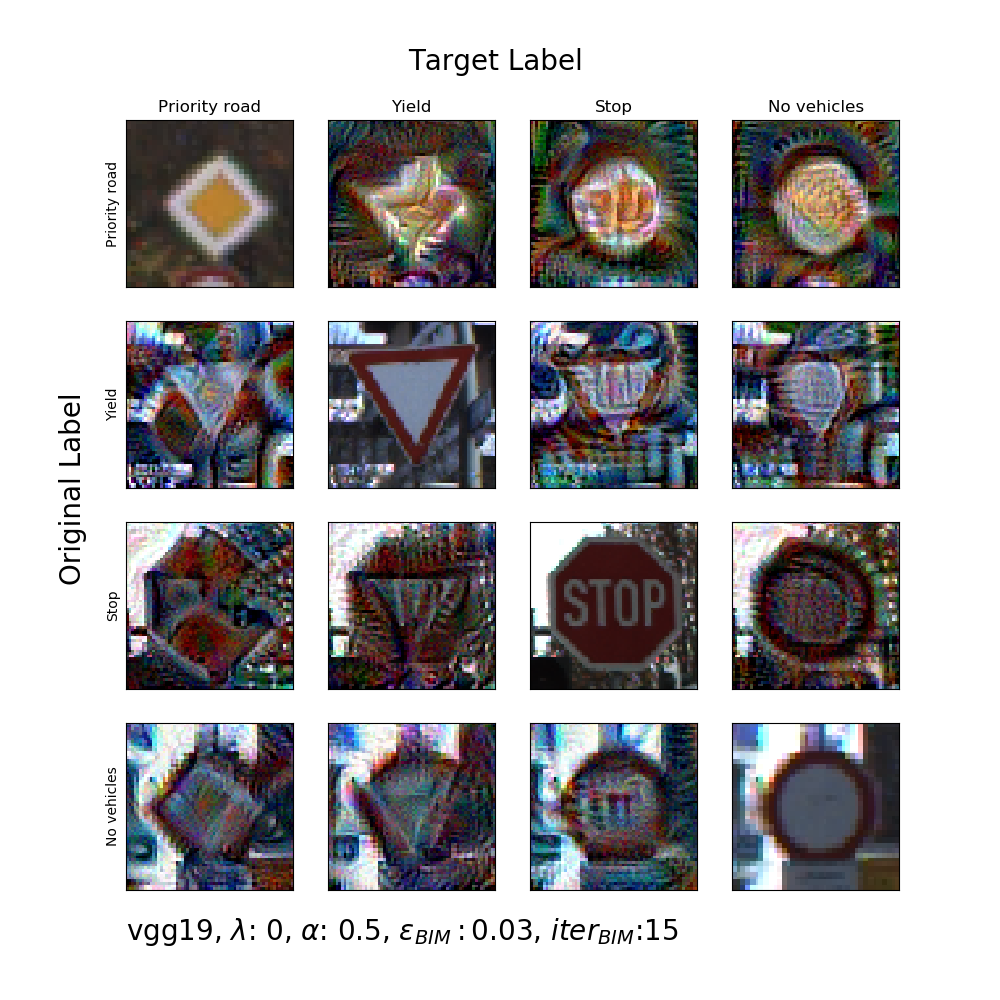 Target Label
Priority road Yield Stop No vehicles
Original Label
Priority road
Yield
Stop
STOP
No vehicles
vgg19, λ: 0, α: 0.5, ε_BIM : 0.03, iter_BIM:15